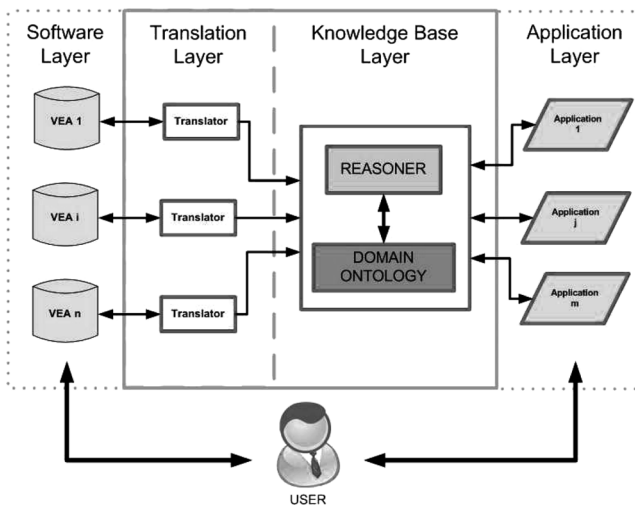 Software
Layer
Translation
Layer
Knowledge Base
Layer
Application
Layer
VEA 1
Translator
Application
1
REASONER
VEA i
Translator
Application
j
DOMAIN
ONTOLOGY
VEA n
Translator
Application
m
USER